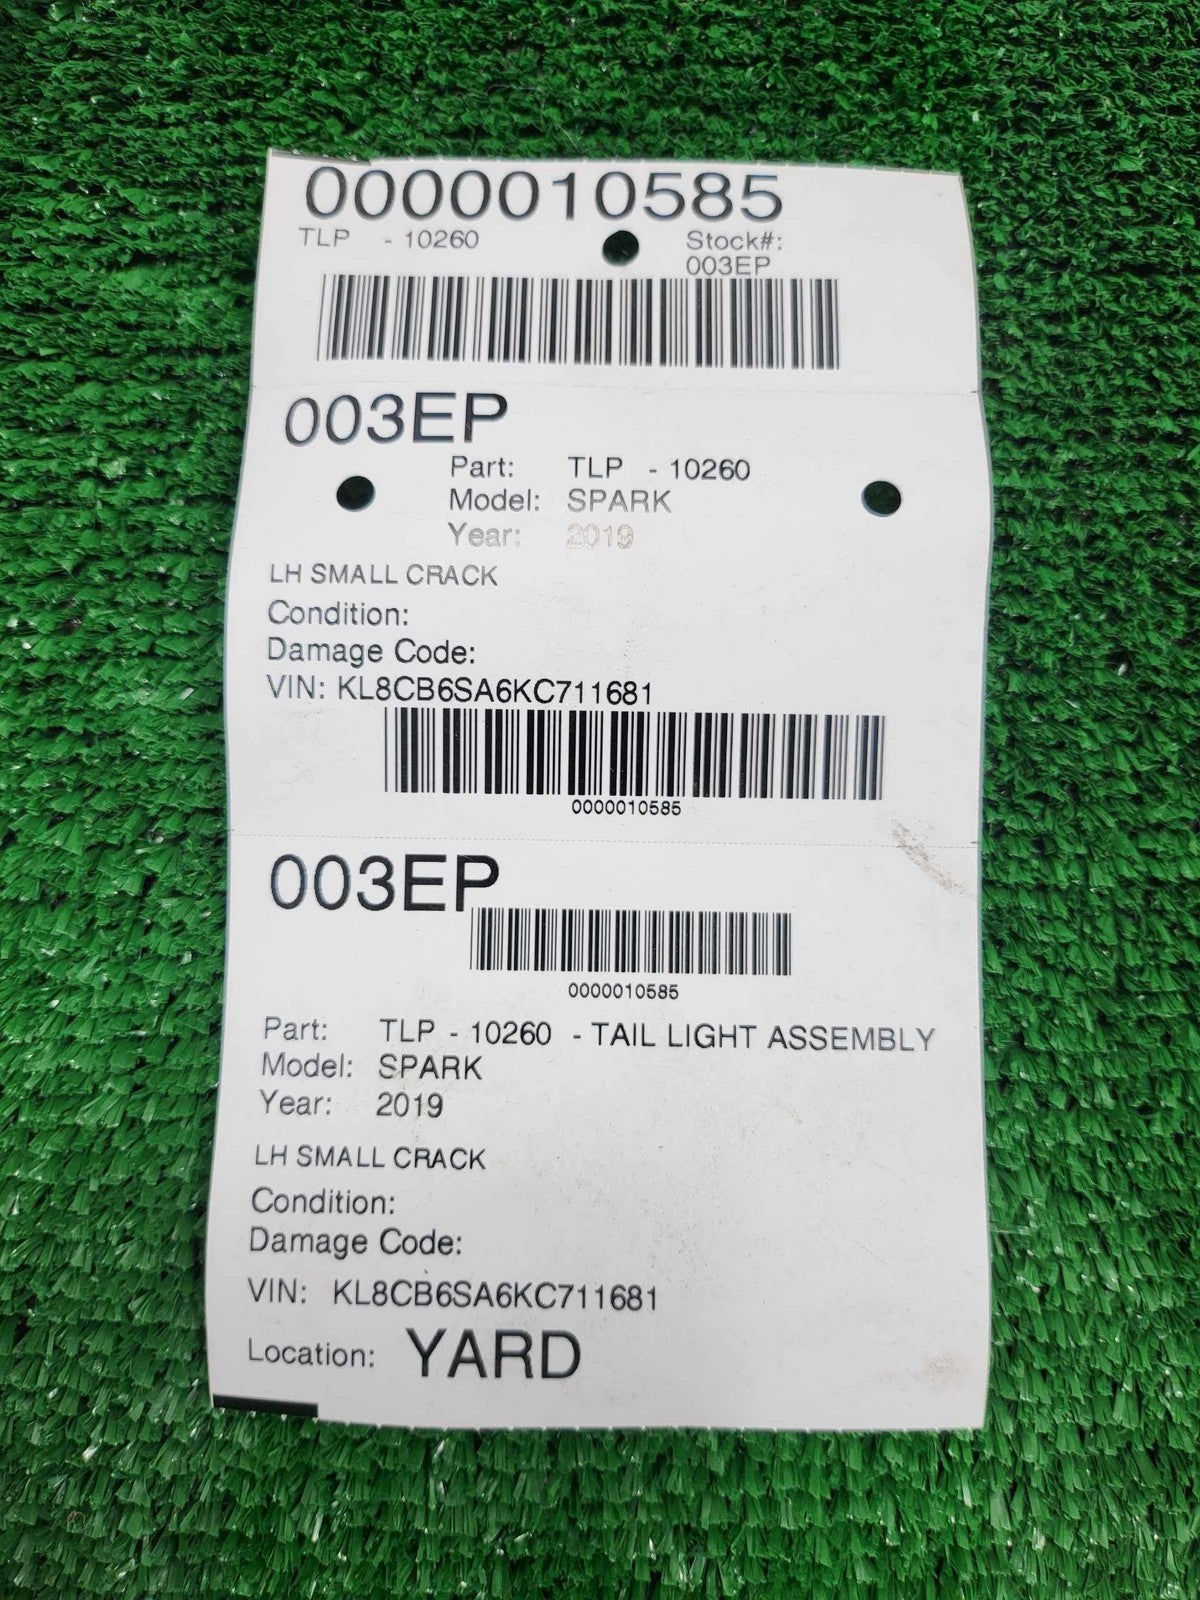 0000010585
TLP - 10260
Stock#:
003EP
003EP
Part: TLP - 10260
Model: SPARK
Year: 2019
LH SMALL CRACK
Condition:
Damage Code:
VIN: KL8CB6SA6KC711681
0000010585
003EP
0000010585
Part: TLP - 10260 - TAIL LIGHT ASSEMBLY
Model: SPARK
Year: 2019
LH SMALL CRACK
Condition:
Damage Code:
VIN: KL8CB6SA6KC711681
Location: YARD